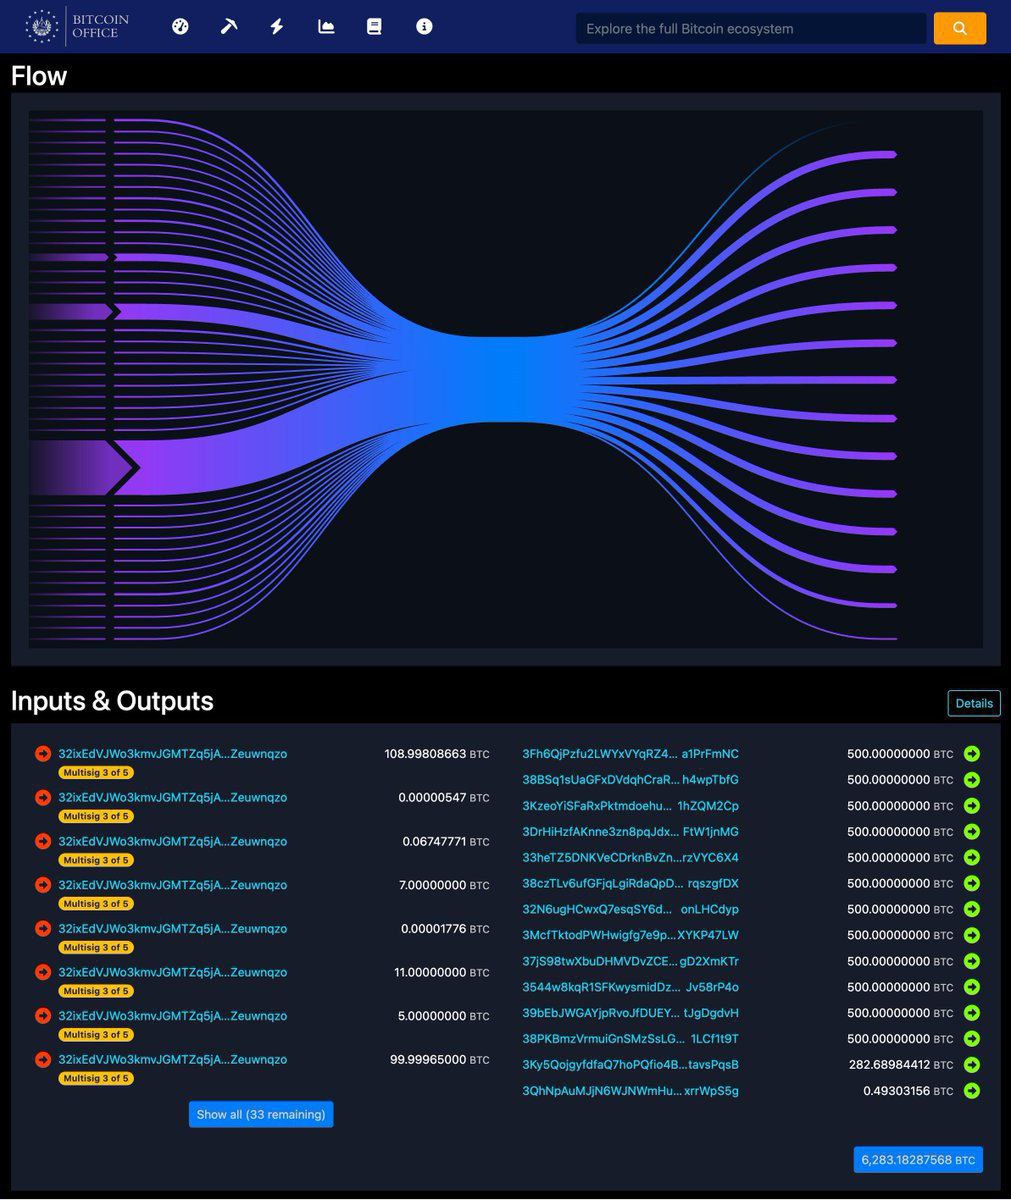 BITCOIN
OFFICE
Explore the full Bitcoin ecosystem
Flow
Inputs & Outputs
Details
32ixEdVJWo3kmvJGMTZq5jA...Zeuwnqzo 108.99808663 BTC
Multisig 3 of 5
32ixEdVJWo3kmvJGMTZq5jA...Zeuwnqzo 0.00000547 BTC
Multisig 3 of 5
32ixEdVJWo3kmvJGMTZq5jA...Zeuwnqzo 0.06747771 BTC
Multisig 3 of 5
32ixEdVJWo3kmvJGMTZq5jA...Zeuwnqzo 7.00000000 BTC
Multisig 3 of 5
32ixEdVJWo3kmvJGMTZq5jA...Zeuwnqzo 0.00001776 BTC
Multisig 3 of 5
32ixEdVJWo3kmvJGMTZq5jA...Zeuwnqzo 11.00000000 BTC
Multisig 3 of 5
32ixEdVJWo3kmvJGMTZq5jA...Zeuwnqzo 5.00000000 BTC
Multisig 3 of 5
32ixEdVJWo3kmvJGMTZq5jA...Zeuwnqzo 99.99965000 BTC
Multisig 3 of 5
Show all (33 remaining)
3Fh6QjPzfu2LWYxVYqRZ4... a1PrFmNC 500.00000000 BTC
38BSq1sUaGFxDVdqhCraR... h4wpTbfG 500.00000000 BTC
3KzeoYiSFaRxPktmdoehu... 1hZQM2Cp 500.00000000 BTC
3DrHiHzfAKnne3zn8pqJdx... FtW1jnMG 500.00000000 BTC
33heTZ5DNKVeCDrknBvZn...rzVYC6X4 500.00000000 BTC
38czTLv6ufGFjqLgiRdaQpD... rqszgfDX 500.00000000 BTC
32N6ugHCwxQ7esqSY6d... onLHCdyp 500.00000000 BTC
3McfTktodPWHwigfg7e9p...XYKP47LW 500.00000000 BTC
37jS98twXbuDHMVDvZCE...gD2XmKTr 500.00000000 BTC
3544w8kqR1SFKwysmidDz... Jv58rP4o 500.00000000 BTC
39bEbJWGAYjpRvoJfDUEY... tJgDgdvH 500.00000000 BTC
38PKBmzVrmuiGnSMzSsLG... 1LCf1t9T 500.00000000 BTC
3Ky5QojgyfdfaQ7hoPQfio4B...tavsPqsB 282.68984412 BTC
3QhNpAuMJjN6WJNWmHu...xrrWpS5g 0.49303156 BTC
6,283.18287568 BTC